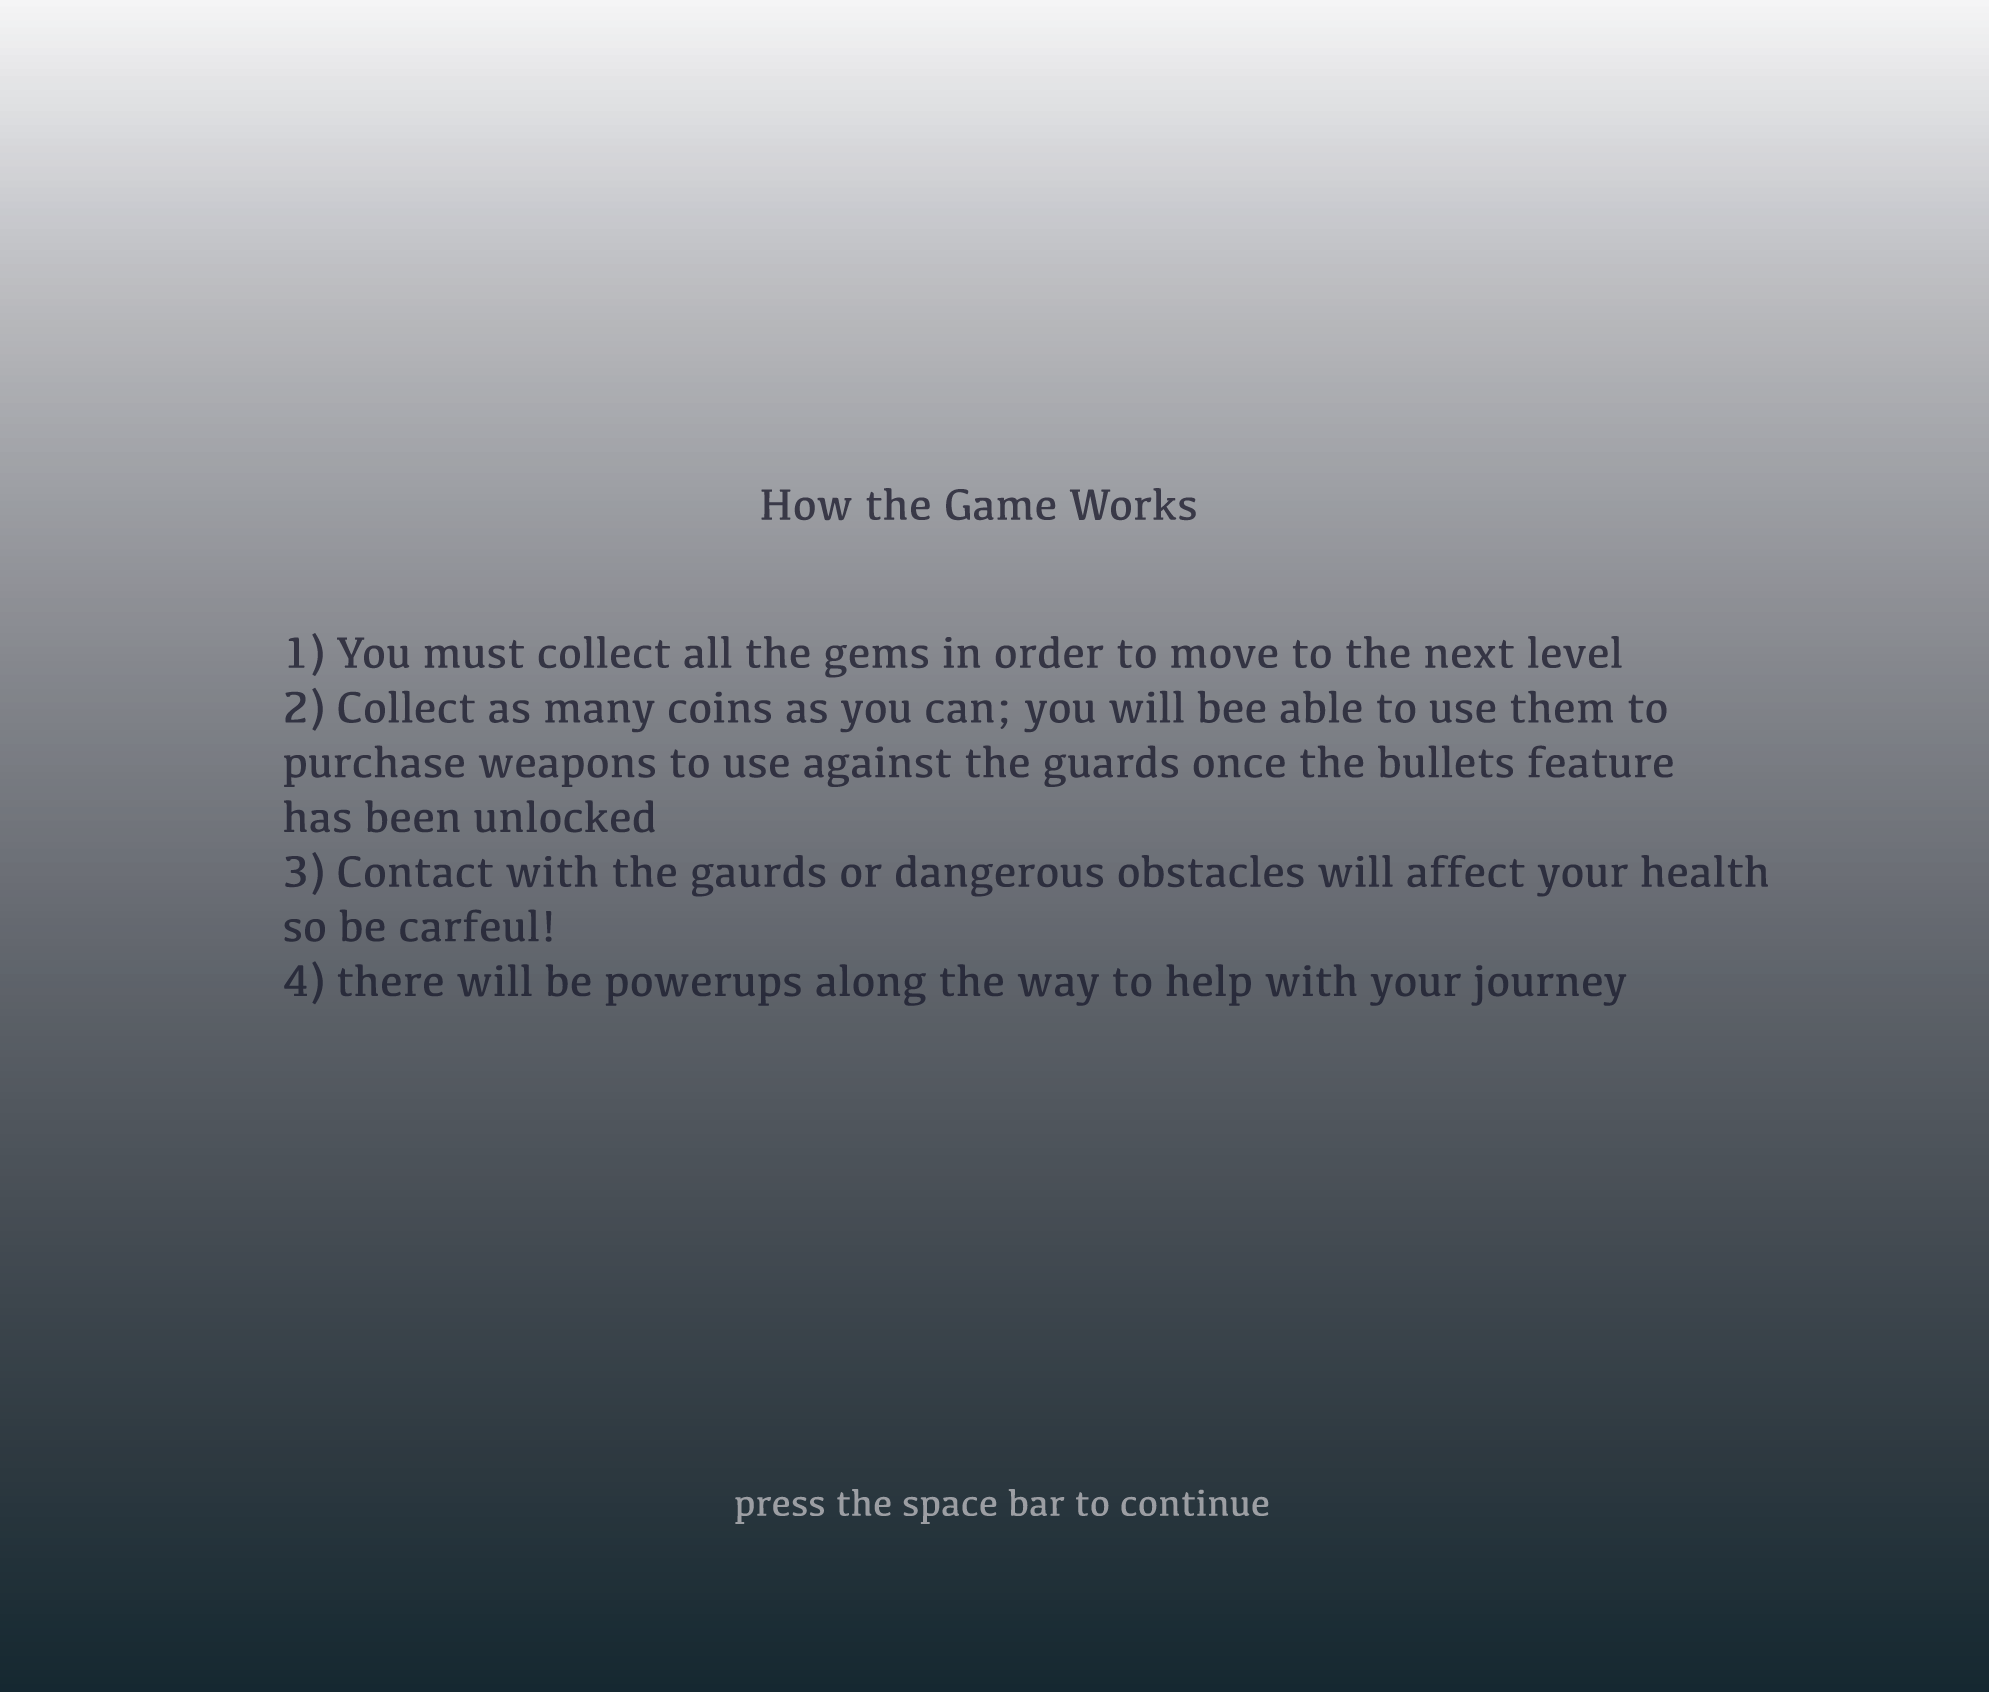 How the Game Works
1) You must collect all the gems in order to move to the next level
2) Collect as many coins as you can; you will bee able to use them to
purchase weapons to use against the guards once the bullets feature
has been unlocked
3) Contact with the gaurds or dangerous obstacles will affect your health
so be carfeul!
4) there will be powerups along the way to help with your journey
press the space bar to continue